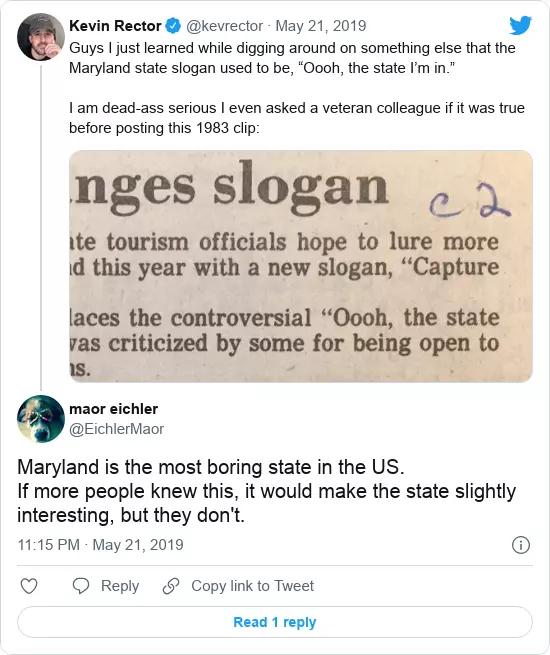 Kevin Rector @kevrector · May 21, 2019
Guys I just learned while digging around on something else that the
Maryland state slogan used to be, “Oooh, the state I’m in.”
I am dead-ass serious I even asked a veteran colleague if it was true
before posting this 1983 clip:
nges slogan c2
te tourism officials hope to lure more
d this year with a new slogan, “Capture
laces the controversial “Oooh, the state
was criticized by some for being open to
ns.
maor eichler
@EichlerMaor
Maryland is the most boring state in the US.
If more people knew this, it would make the state slightly
interesting, but they don't.
11:15 PM · May 21, 2019
Reply Copy link to Tweet
Read 1 reply